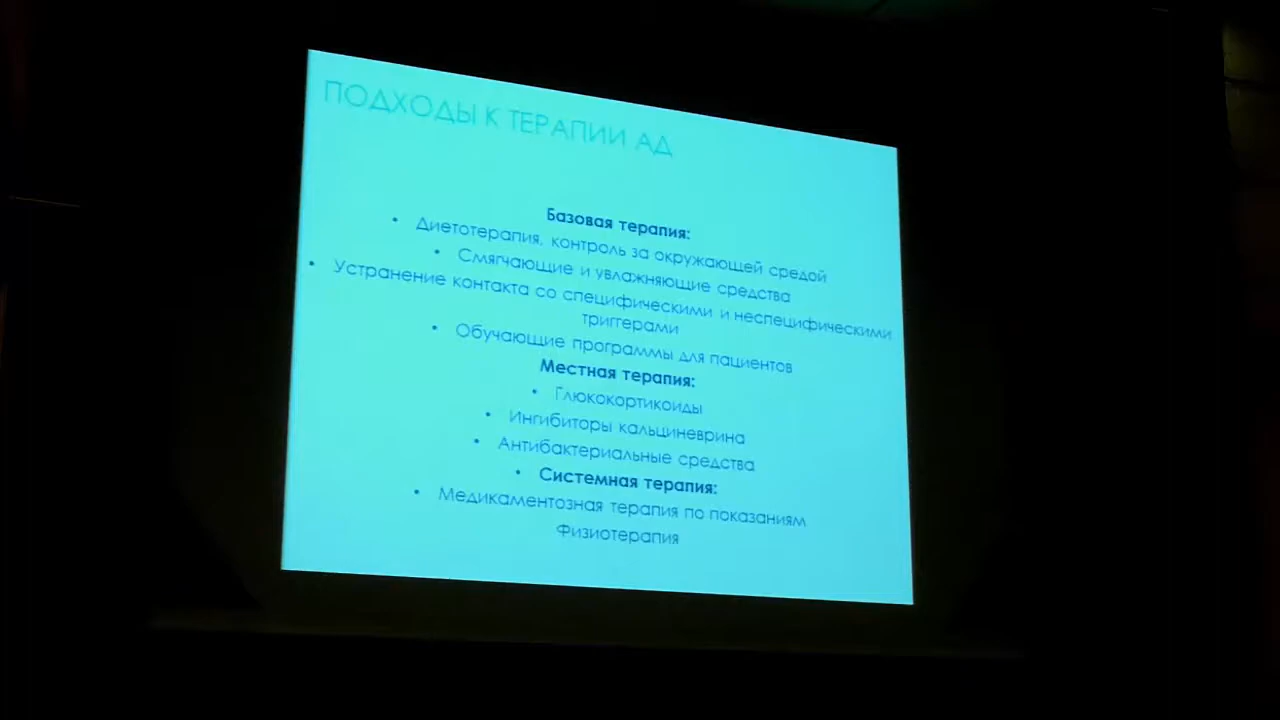 ПОДХОДЫ К ТЕРАПИИ АД
Базовая терапия:
• Диетотерапия, контроль за окружающей средой
• Смягчающие и увлажняющие средства
• Устранение контакта со специфическими и неспецифическими
триггерами
• Обучающие программы для пациентов
Местная терапия:
• Глюкокортикоиды
• Ингибиторы кальциневрина
• Антибактериальные средства
• Системная терапия:
• Медикаментозная терапия по показаниям
Физиотерапия